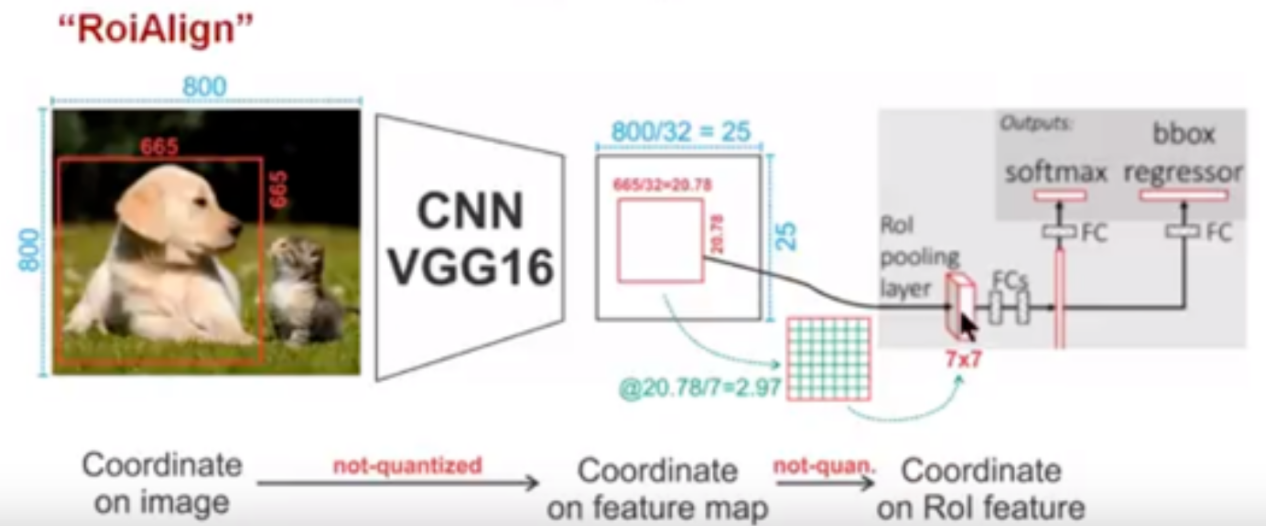 “RoiAlign”
800
800
665
665
CNN
VGG16
800/32 = 25
25
665/32=20.78
20.78
@20.78/7=2.97
Outputs:
softmax
bbox
regressor
FC
FC
RoI
pooling
layer
FCs
7x7
Coordinate
on image
not-quantized
Coordinate
on feature map
not-quan.
Coordinate
on RoI feature